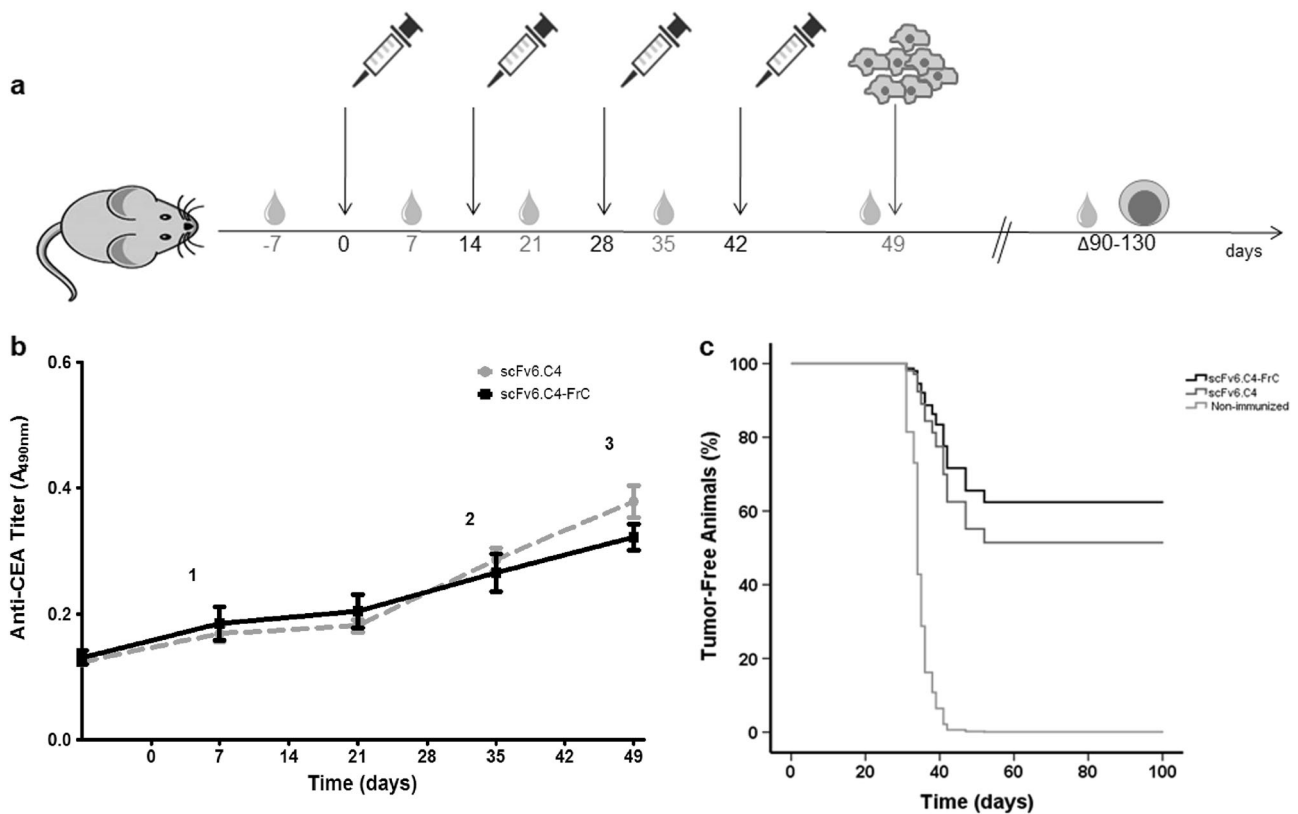 a
-7 0 7 14 21 28 35 42 49 Δ90-130 days
b
0.6
0.4
0.2
0.0
Anti-CEA Titer (A490nm)
scFv6.C4
scFv6.C4-FrC
1
2
3
0 7 14 21 28 35 42 49
Time (days)
c
100
80
60
40
20
0
Tumor-Free Animals (%)
scFv6.C4-FrC
scFv6.C4
Non-immunized
0 20 40 60 80 100
Time (days)